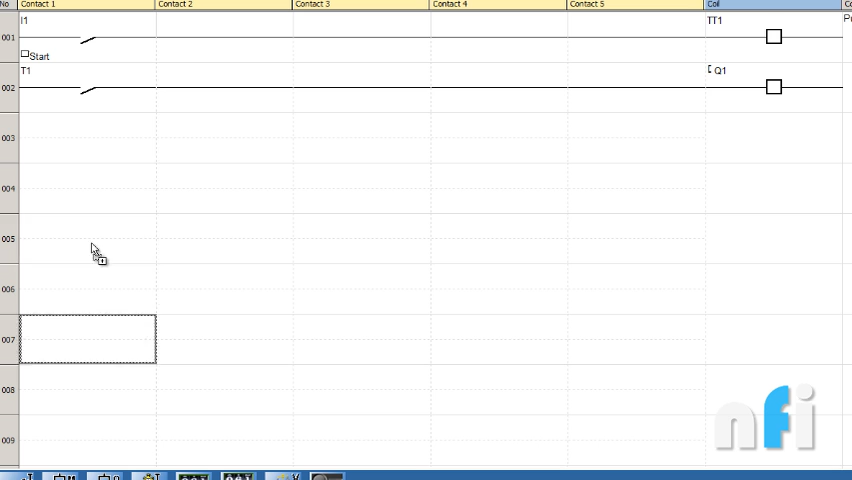 No Contact 1 Contact 2 Contact 3 Contact 4 Contact 5 Coil
I1 TT1
001
Start
T1 [ Q1
002
003
004
005
006
007
008
009
nfi